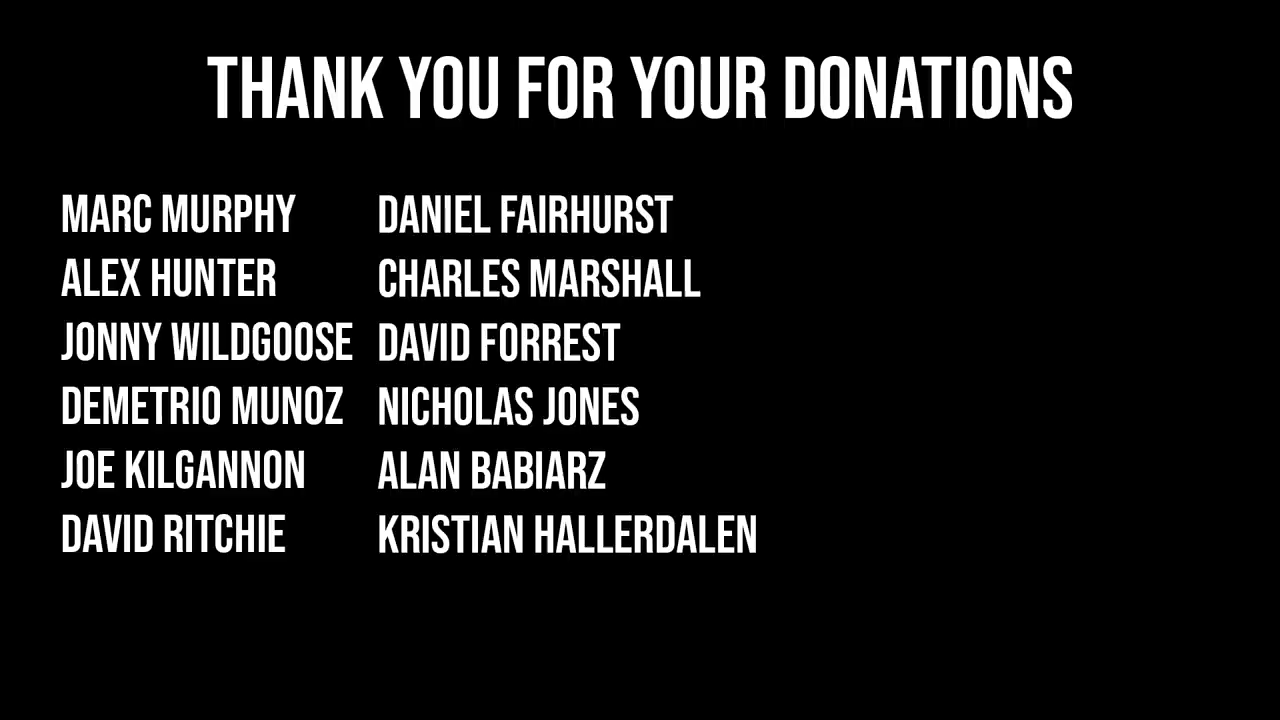 THANK YOU FOR YOUR DONATIONS
MARC MURPHY
ALEX HUNTER
JONNY WILDGOOSE
DEMETRIO MUNOZ
JOE KILGANNON
DAVID RITCHIE
DANIEL FAIRHURST
CHARLES MARSHALL
DAVID FORREST
NICHOLAS JONES
ALAN BABIARZ
KRISTIAN HALLERDALEN